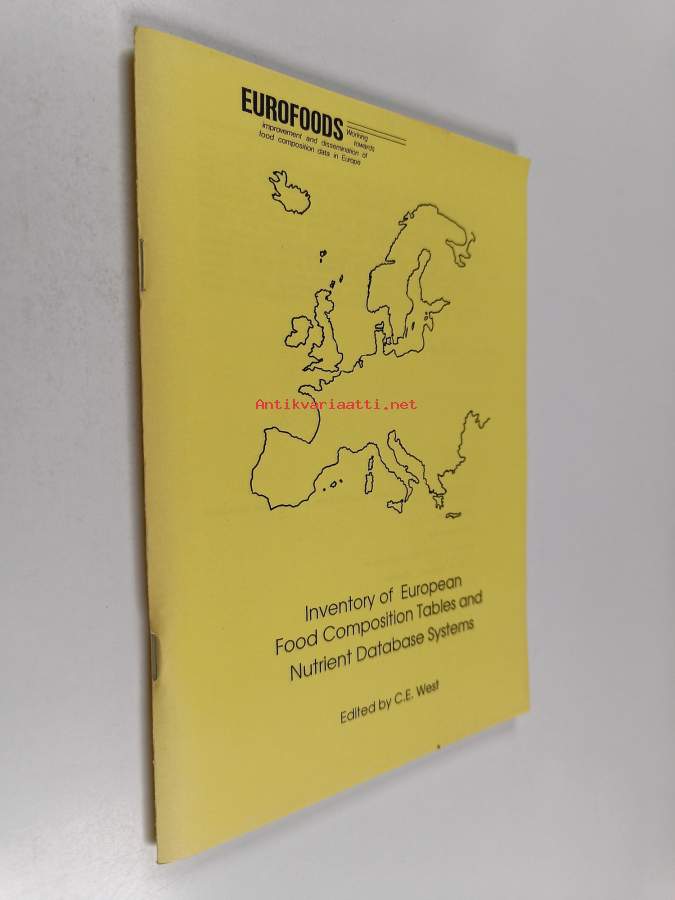 EUROFOODS
Working towards
improvement and dissemination of
food composition data in Europe
Antikvariaatti.net
Inventory of European
Food Composition Tables and
Nutrient Database Systems
Edited by C.E. West